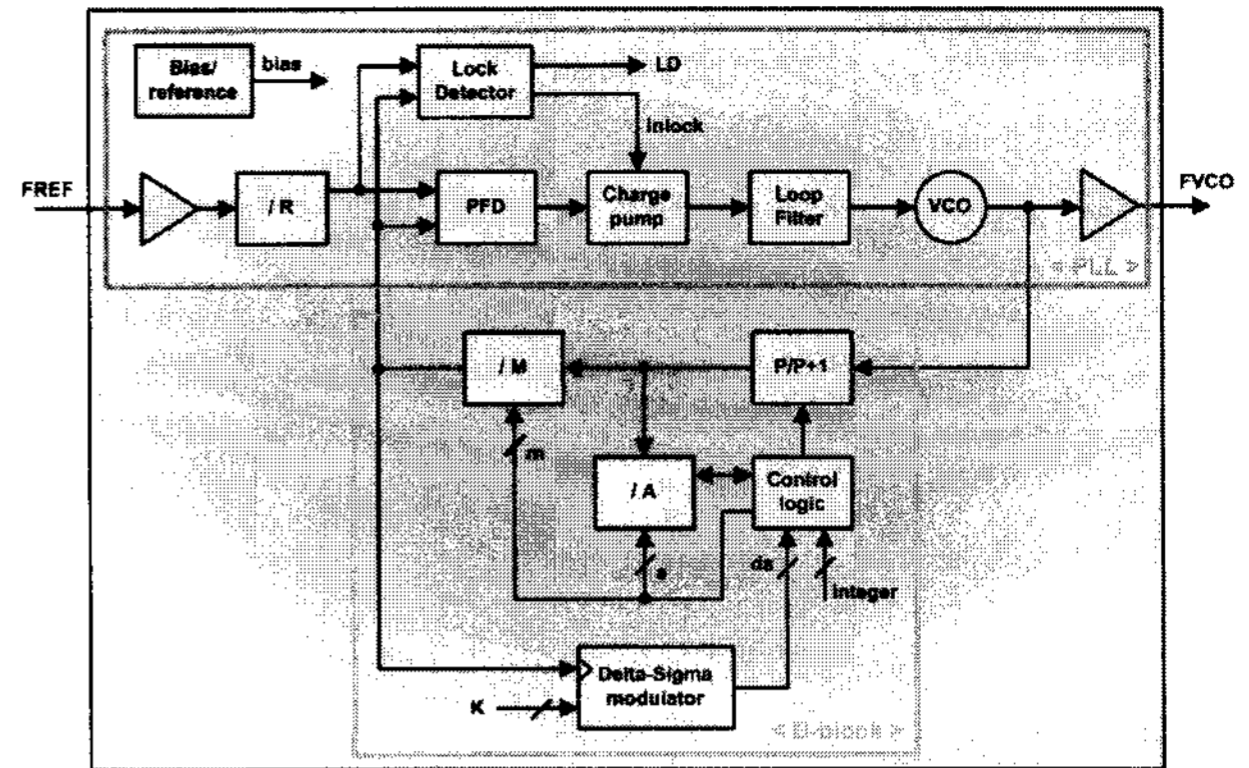 Bias/
reference
bias
Lock
Detector
LD
inlock
FREF
/ R
PFD
Charge
pump
Loop
Filter
VCO
FVCO
< PLL >
/ M
P/P+1
m
/ A
Control
logic
a
ds
integer
Delta-Sigma
modulator
K
< D-block >